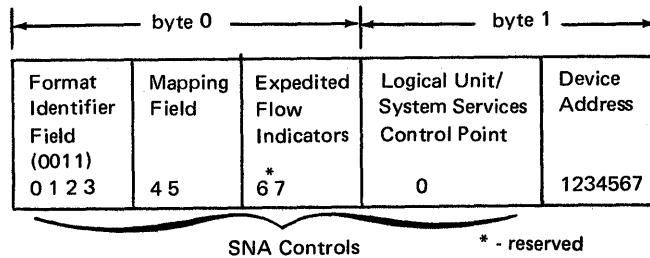 byte 0
byte 1
Format
Identifier
Field
(0011)
0 1 2 3
Mapping
Field
4 5
Expedited
Flow
Indicators
*
6 7
Logical Unit/
System Services
Control Point
0
Device
Address
1234567
SNA Controls
* - reserved